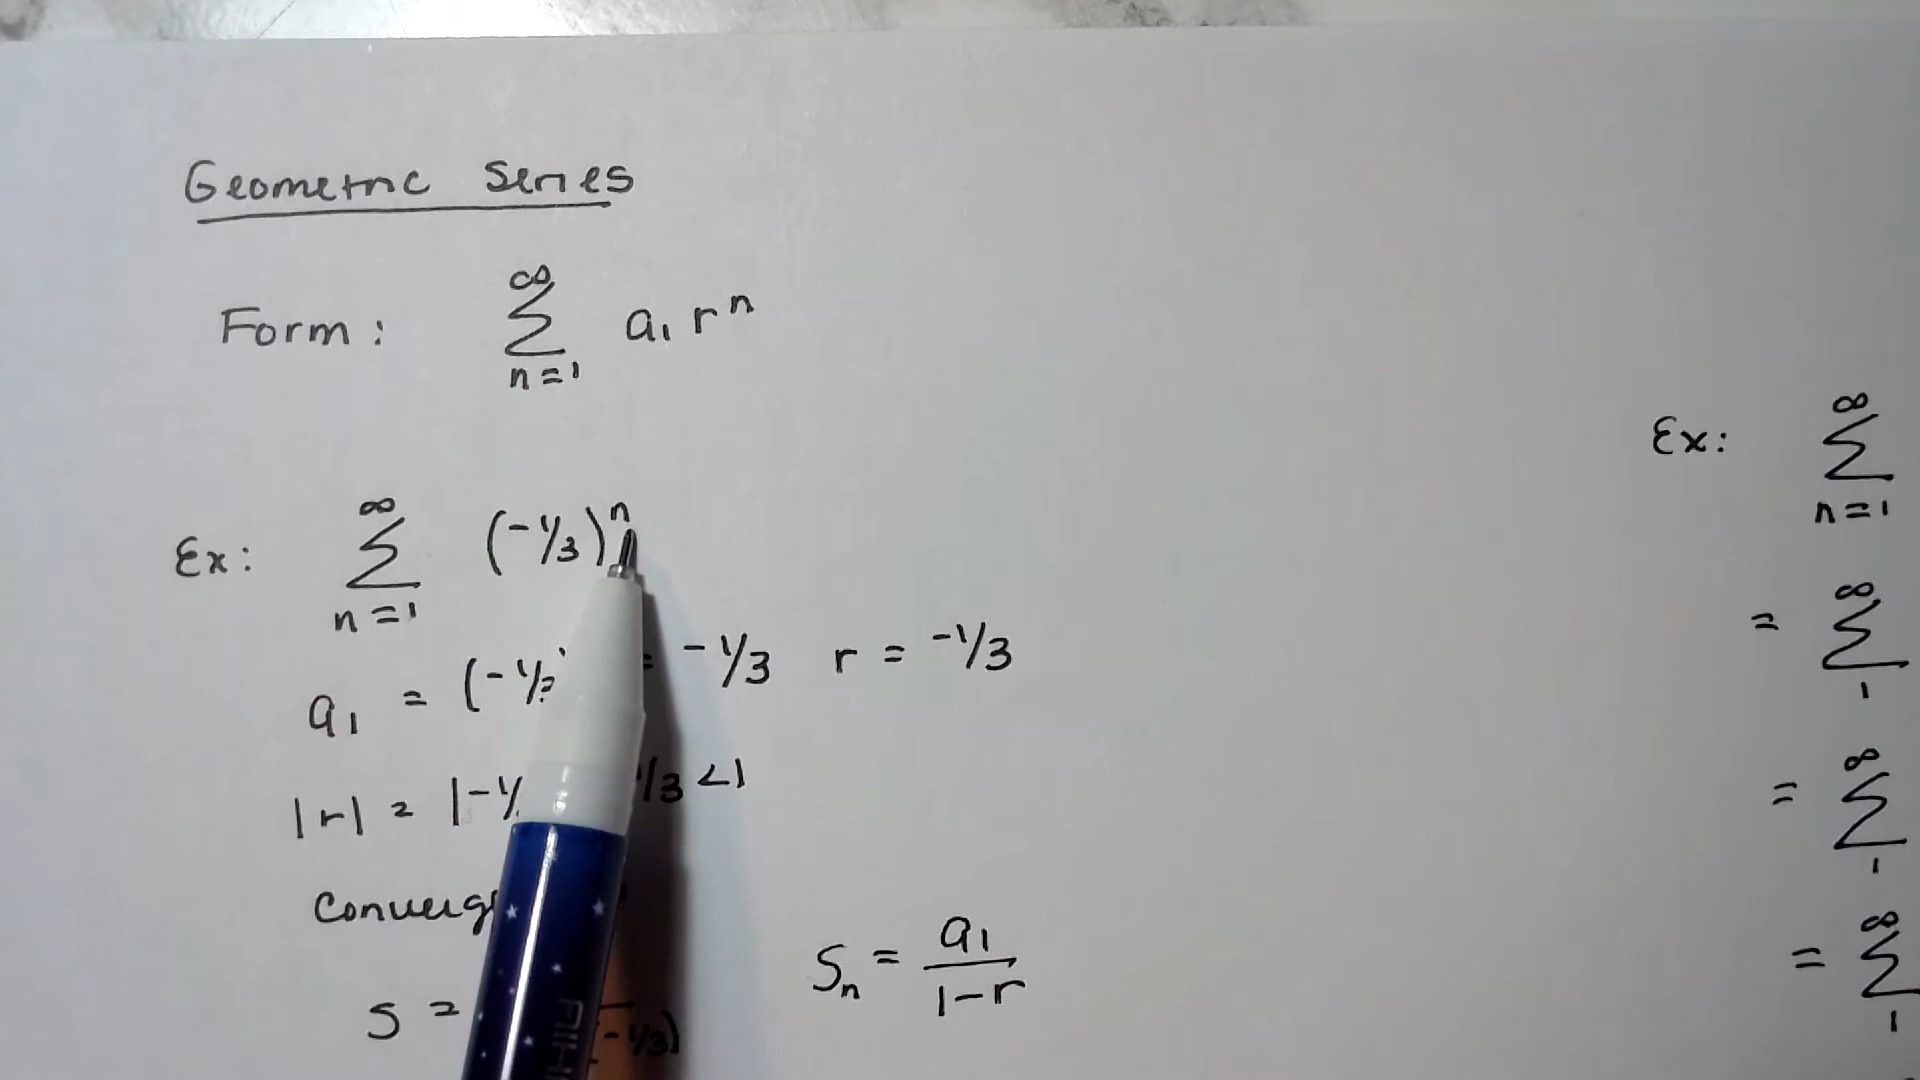 Geometric Series
Form: ∞ Σ n=1 a₁ rⁿ
Ex: ∞ Σ n=1 (-1/3)ⁿ
a₁ = (-1/3 = -1/3 r = -1/3
|r| = |-1/ 1/3 <1
S =  (-1/3)
Sₙ = a₁/(1-r)
Ex: ∞ Σ n=1
= ∞ Σ 1
= ∞ Σ 1
= ∞ Σ 1